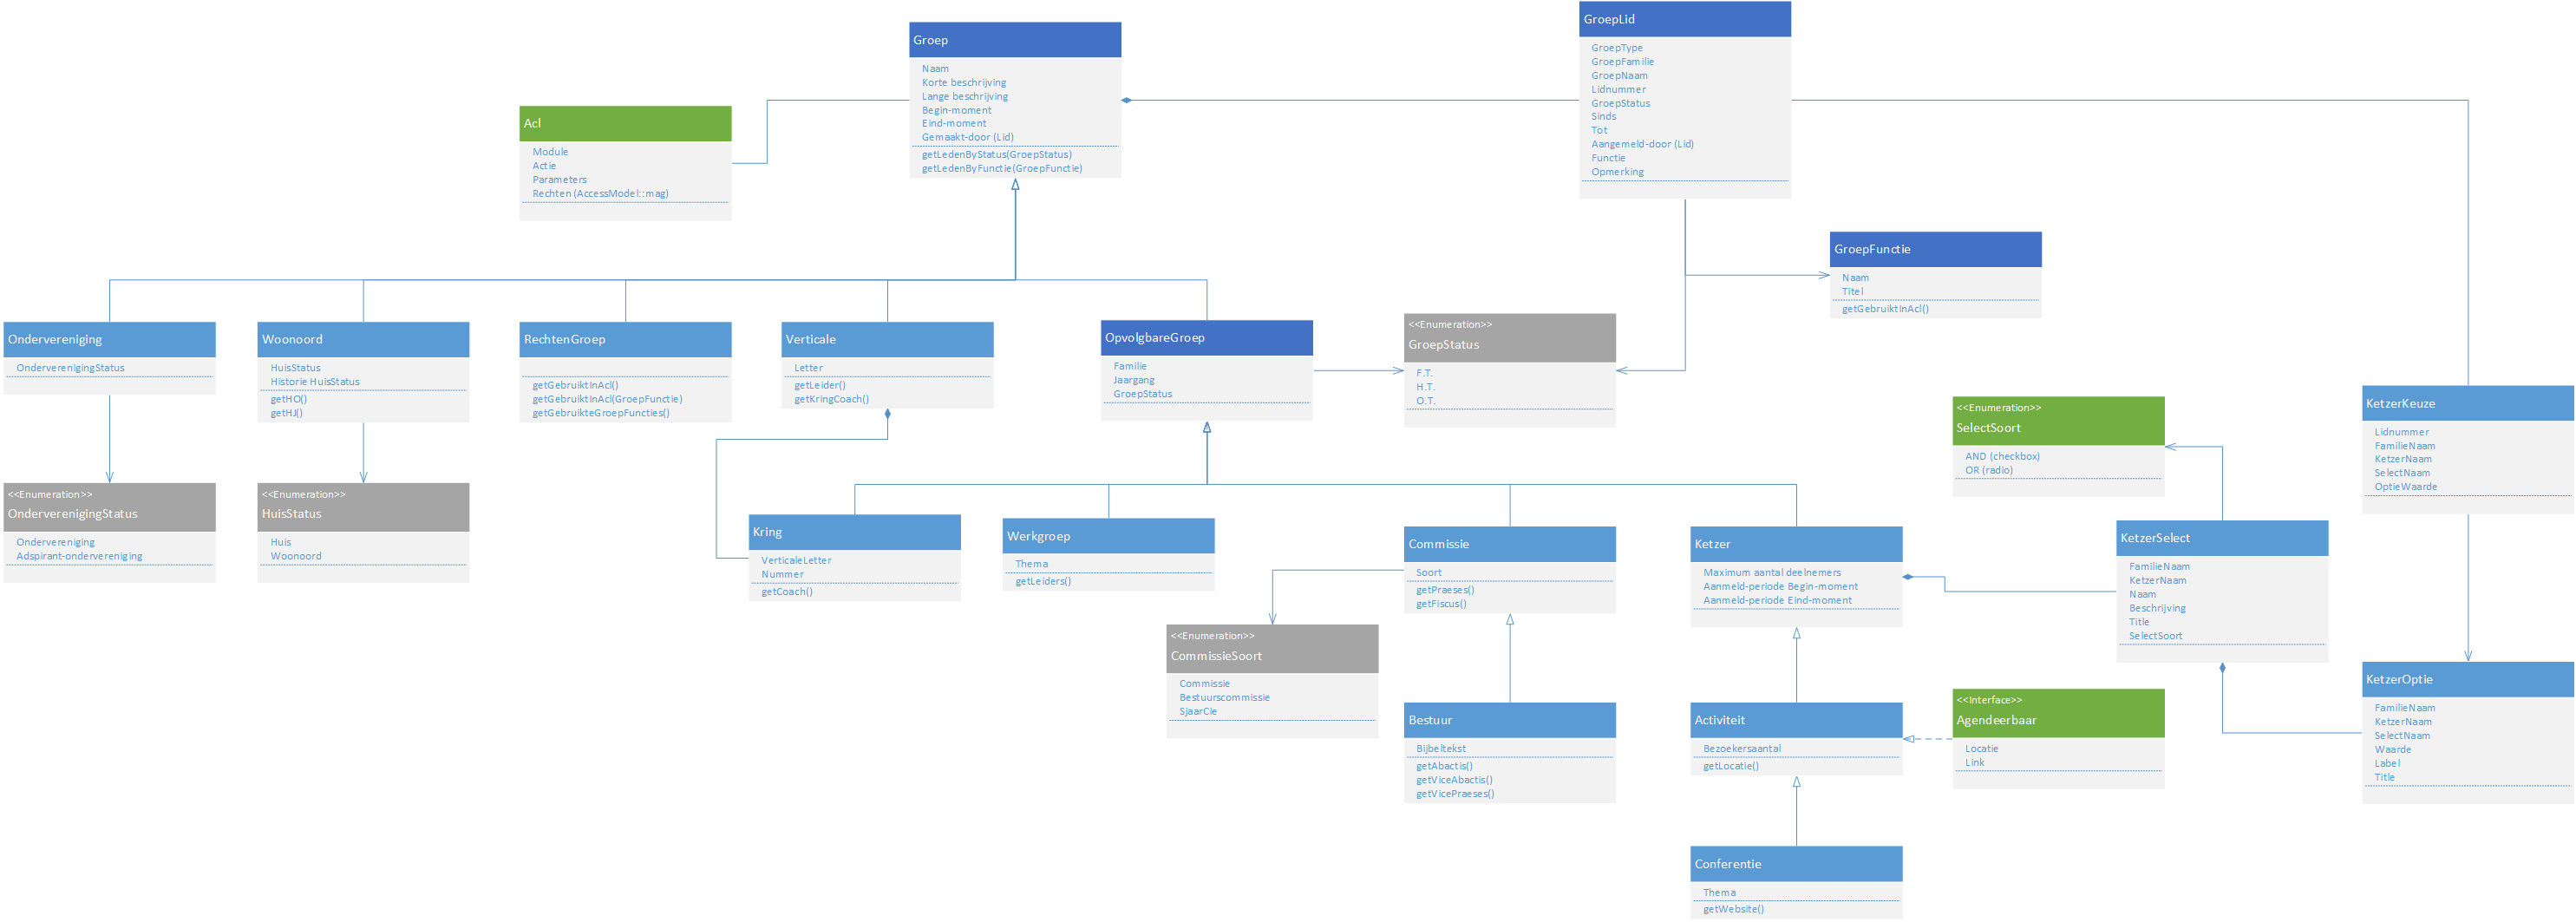 GroepLid
GroepType
GroepFamilie
GroepNaam
Lidnummer
GroepStatus
Sinds
Tot
Aangemeld-door (Lid)
Functie
Opmerking
Groep
Naam
Korte beschrijving
Lange beschrijving
Begin-moment
Eind-moment
Gemaakt-door (Lid)
getLedenByStatus(GroepStatus)
getLedenByFunctie(GroepFunctie)
Acl
Module
Actie
Parameters
Rechten (AccessModel::mag)
GroepFunctie
Naam
Titel
getGebruiktInAcl()
Ondervereniging
OnderverenigingStatus
Woonoord
HuisStatus
Historie HuisStatus
getHO()
getHJ()
RechtenGroep
getGebruiktInAcl()
getGebruiktInAcl(GroepFunctie)
getGebruikteGroepFuncties()
Verticale
Letter
getLeider()
getKringCoach()
OpvolgbareGroep
Familie
Jaargang
GroepStatus
<<Enumeration>>
GroepStatus
F.T.
H.T.
O.T.
<<Enumeration>>
SelectSoort
AND (checkbox)
OR (radio)
KetzerKeuze
Lidnummer
FamilieNaam
KetzerNaam
SelectNaam
OptieWaarde
<<Enumeration>>
OnderverenigingStatus
Ondervereniging
Adspirant-ondervereniging
<<Enumeration>>
HuisStatus
Huis
Woonoord
Kring
VerticaleLetter
Nummer
getCoach()
Werkgroep
Thema
getLeiders()
Commissie
Soort
getPraeses()
getFiscus()
Ketzer
Maximum aantal deelnemers
Aanmeld-periode Begin-moment
Aanmeld-periode Eind-moment
KetzerSelect
FamilieNaam
KetzerNaam
Naam
Beschrijving
Title
SelectSoort
<<Enumeration>>
CommissieSoort
Commissie
Bestuurscommissie
SjaarCie
Bestuur
Bijbeltekst
getAbactis()
getViceAbactis()
getVicePraeses()
Activiteit
Bezoekersaantal
getLocatie()
<<Interface>>
Agendeerbaar
Locatie
Link
KetzerOptie
FamilieNaam
KetzerNaam
SelectNaam
Waarde
Label
Title
Conferentie
Thema
getWebsite()